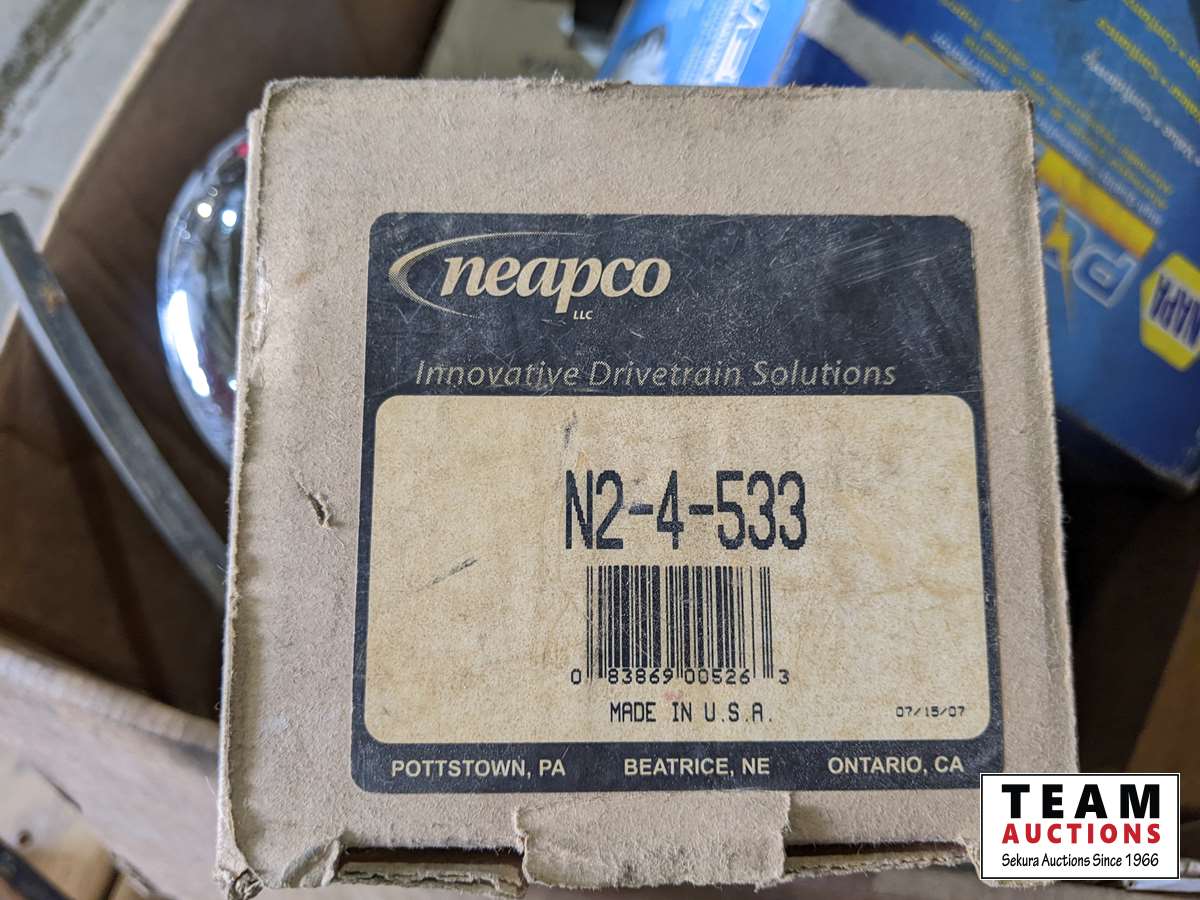 neapco
LLC
Innovative Drivetrain Solutions
N2-4-533
0 83869 00526 3
MADE IN U.S.A.
07/15/07
POTTSTOWN, PA BEATRICE, NE ONTARIO, CA
NAPA
TEAM
AUCTIONS
Sekura Auctions Since 1966